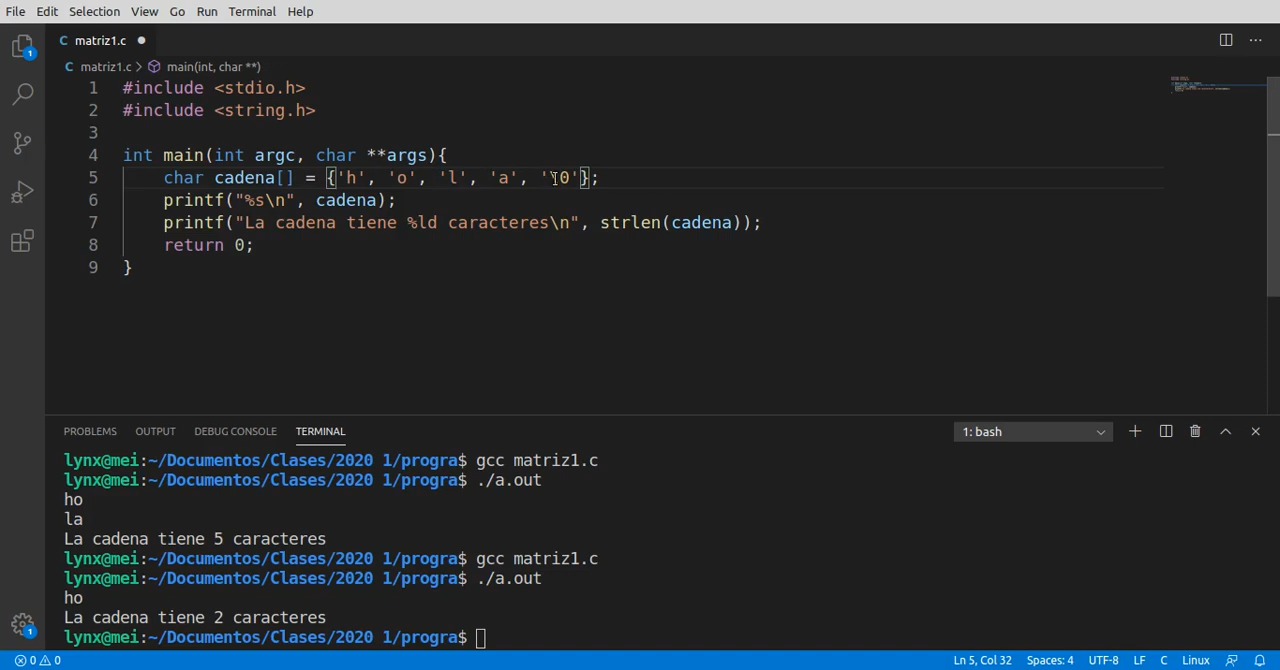 File Edit Selection View Go Run Terminal Help
1
C matriz1.c ● ···
C matriz1.c > main(int, char **)
1 #include <stdio.h>
2 #include <string.h>
3
4 int main(int argc, char **args){
5 char cadena[] = {'h', 'o', 'l', 'a', '\0'};
6 printf("%s\n", cadena);
7 printf("La cadena tiene %ld caracteres\n", strlen(cadena));
8 return 0;
9 }
PROBLEMS OUTPUT DEBUG CONSOLE TERMINAL 1: bash
lynx@mei:~/Documentos/Clases/2020 1/progra$ gcc matriz1.c
lynx@mei:~/Documentos/Clases/2020 1/progra$ ./a.out
ho
la
La cadena tiene 5 caracteres
lynx@mei:~/Documentos/Clases/2020 1/progra$ gcc matriz1.c
lynx@mei:~/Documentos/Clases/2020 1/progra$ ./a.out
ho
La cadena tiene 2 caracteres
lynx@mei:~/Documentos/Clases/2020 1/progra$
1
0 0 Ln 5, Col 32 Spaces: 4 UTF-8 LF C Linux